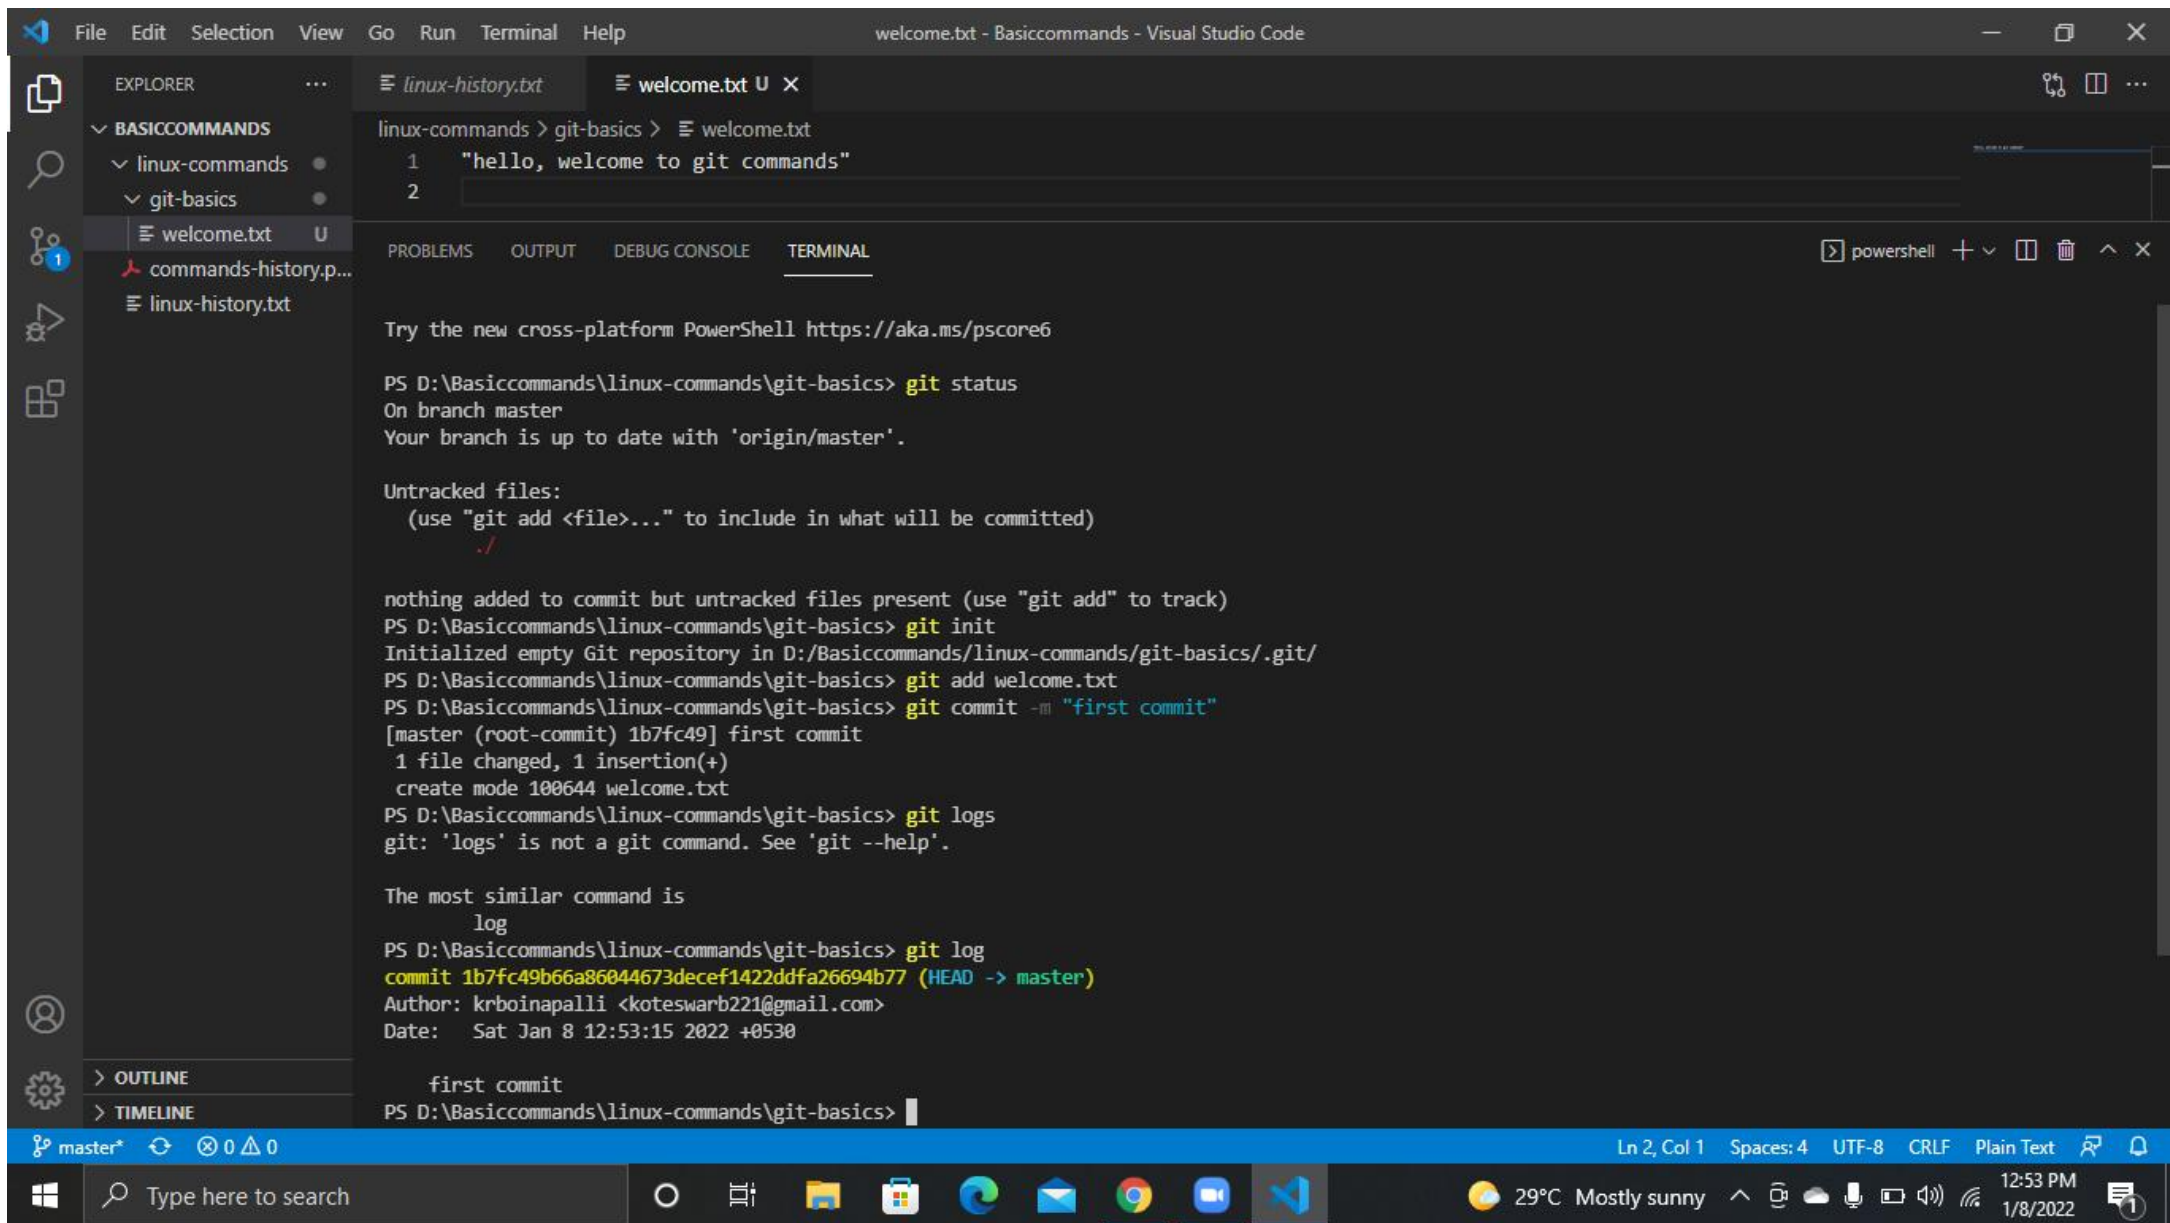 File Edit Selection View Go Run Terminal Help
welcome.txt - Basiccommands - Visual Studio Code
EXPLORER
linux-history.txt
welcome.txt U
BASICCOMMANDS
linux-commands
git-basics
welcome.txt U
commands-history.p...
linux-history.txt
linux-commands > git-basics > welcome.txt
1 "hello, welcome to git commands"
2
PROBLEMS OUTPUT DEBUG CONSOLE TERMINAL
powershell
Try the new cross-platform PowerShell https://aka.ms/pscore6
PS D:\Basiccommands\linux-commands\git-basics> git status
On branch master
Your branch is up to date with 'origin/master'.
Untracked files:
(use "git add <file>..." to include in what will be committed)
./
nothing added to commit but untracked files present (use "git add" to track)
PS D:\Basiccommands\linux-commands\git-basics> git init
Initialized empty Git repository in D:/Basiccommands/linux-commands/git-basics/.git/
PS D:\Basiccommands\linux-commands\git-basics> git add welcome.txt
PS D:\Basiccommands\linux-commands\git-basics> git commit -m "first commit"
[master (root-commit) 1b7fc49] first commit
1 file changed, 1 insertion(+)
create mode 100644 welcome.txt
PS D:\Basiccommands\linux-commands\git-basics> git logs
git: 'logs' is not a git command. See 'git --help'.
The most similar command is
log
PS D:\Basiccommands\linux-commands\git-basics> git log
commit 1b7fc49b66a86044673decef1422ddfa26694b77 (HEAD -> master)
Author: krboinapalli <koteswarb221@gmail.com>
Date: Sat Jan 8 12:53:15 2022 +0530
first commit
PS D:\Basiccommands\linux-commands\git-basics>
1
OUTLINE
TIMELINE
master* 0 0
Ln 2, Col 1 Spaces: 4 UTF-8 CRLF Plain Text
Type here to search
29°C Mostly sunny
12:53 PM
1/8/2022
1